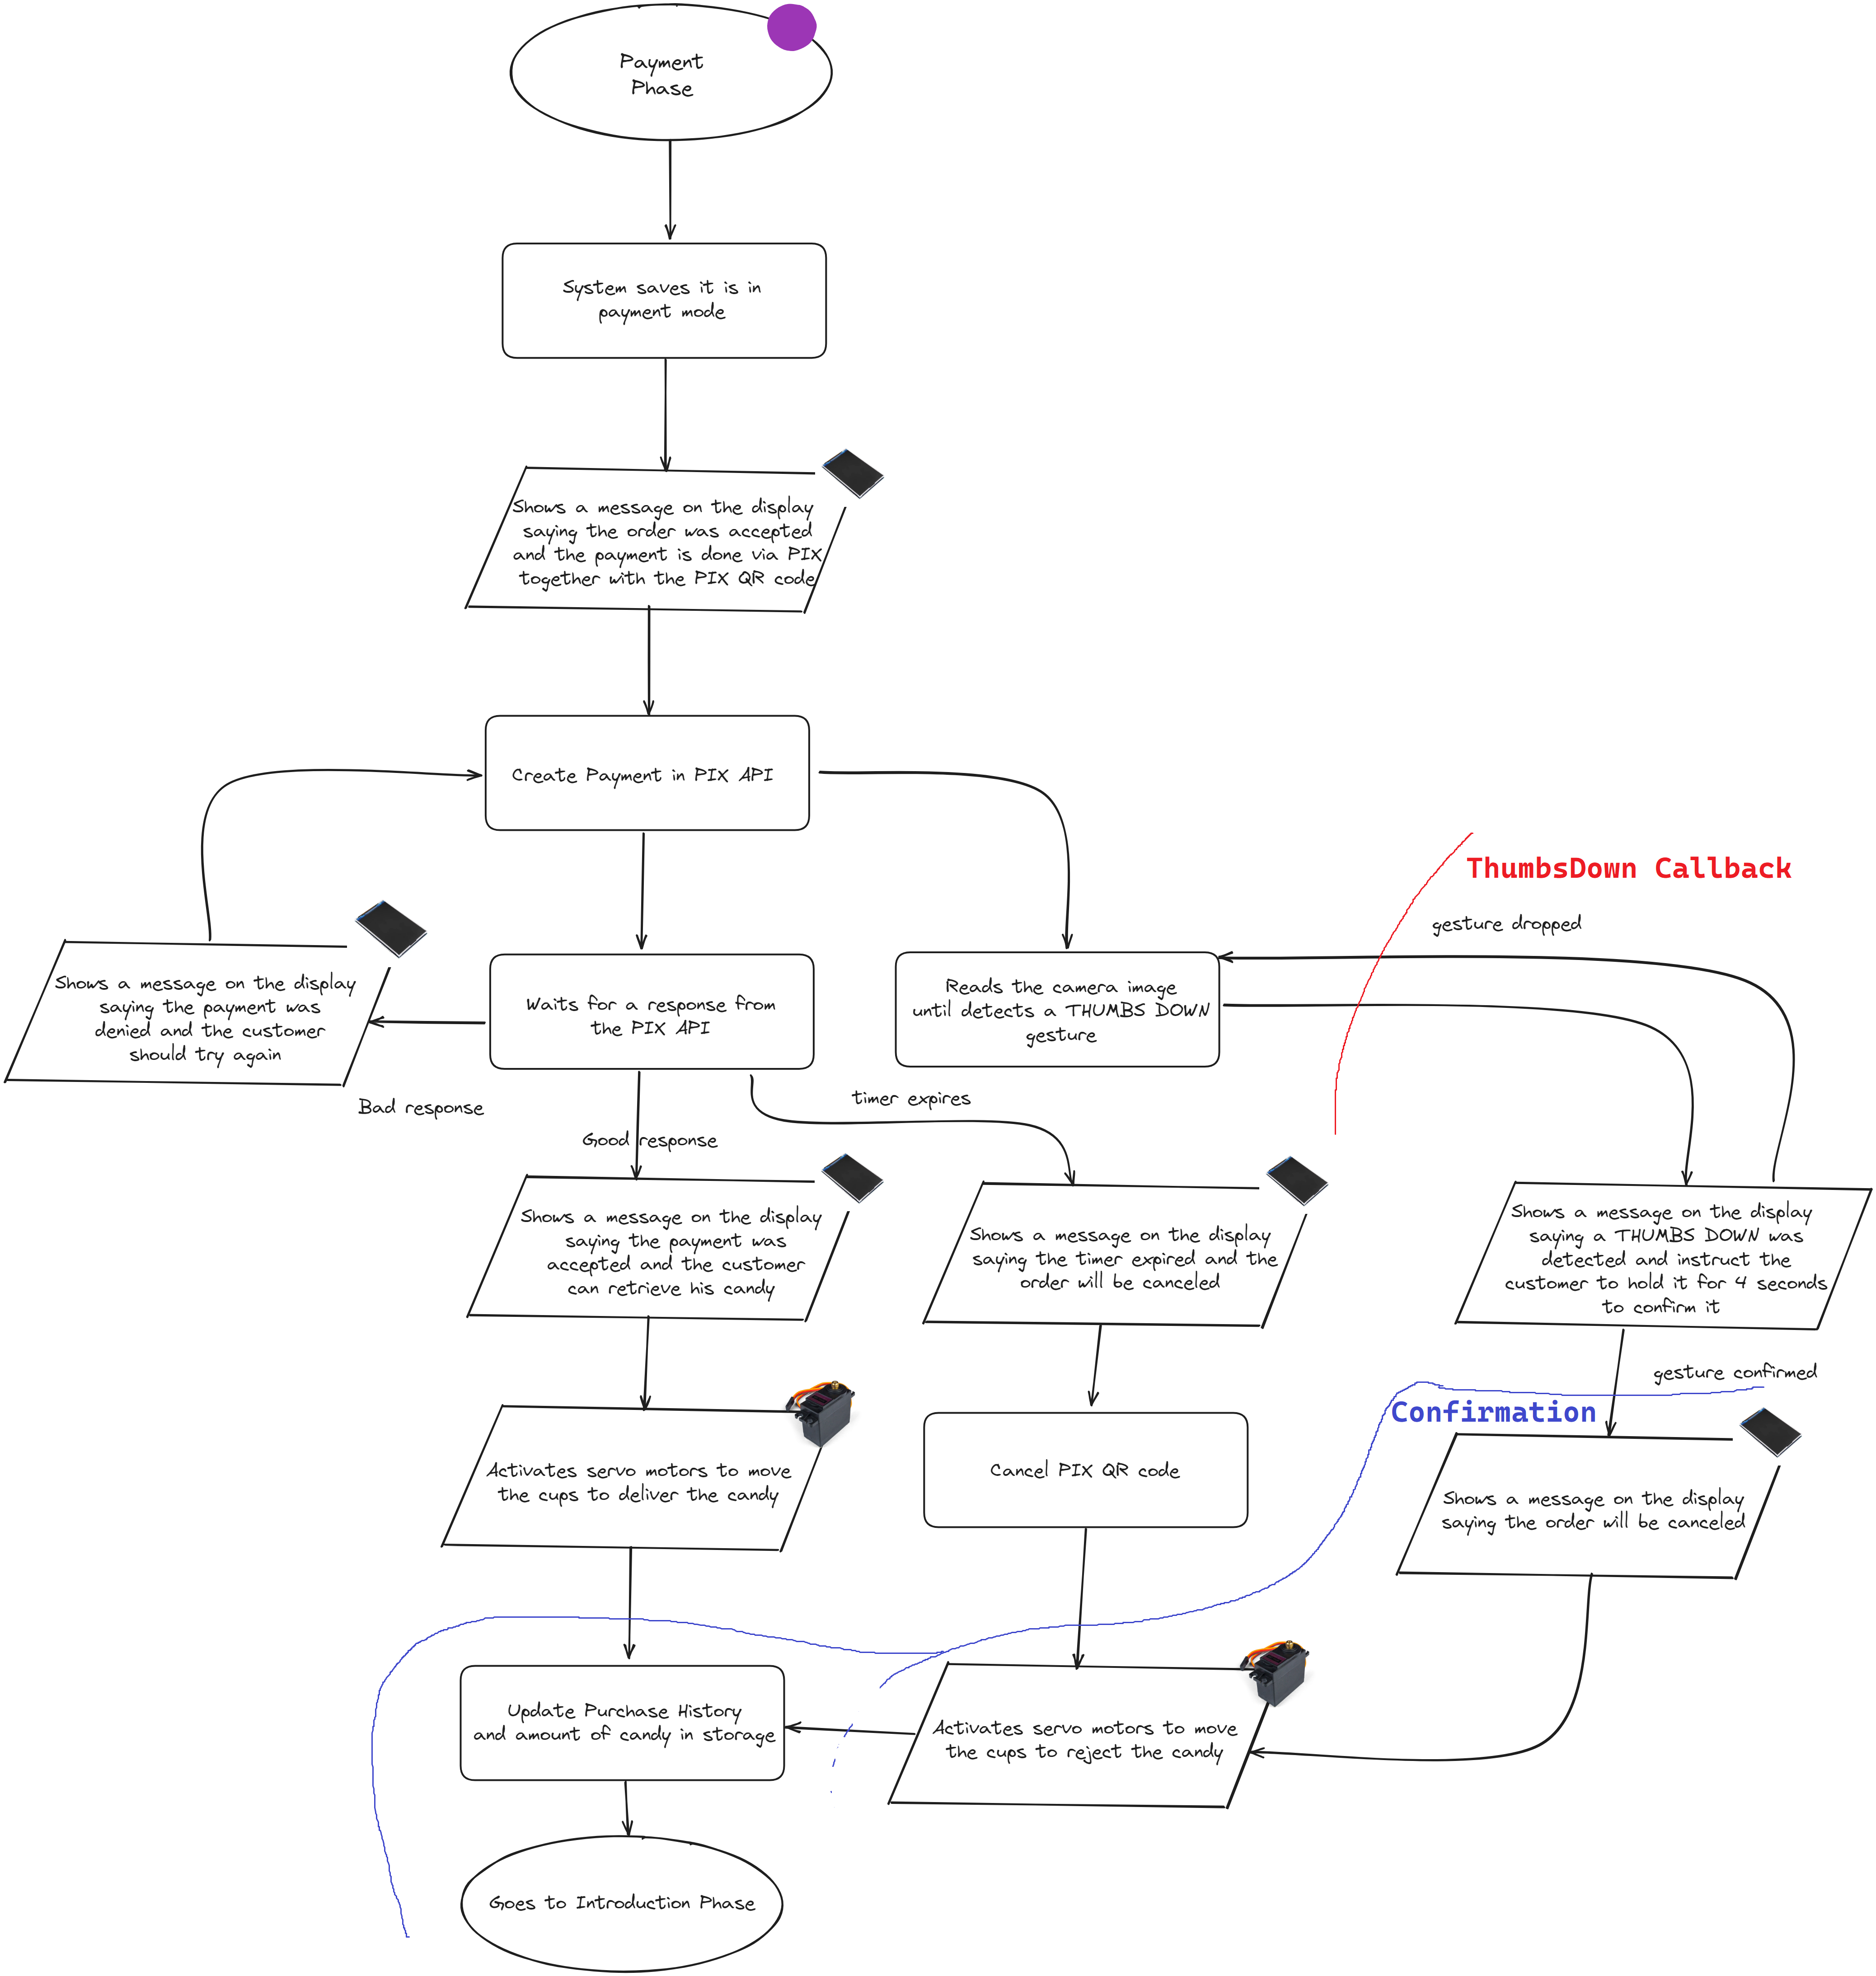 Payment
Phase
System saves it is in
payment mode
Shows a message on the display
saying the order was accepted
and the payment is done via PIX
together with the PIX QR code
Create Payment in PIX API
ThumbsDown Callback
gesture dropped
Shows a message on the display
saying the payment was
denied and the customer
should try again
Waits for a response from
the PIX API
Reads the camera image
until detects a THUMBS DOWN
gesture
Bad response
Good response
timer expires
Shows a message on the display
saying the payment was
accepted and the customer
can retrieve his candy
Shows a message on the display
saying the timer expired and the
order will be canceled
Shows a message on the display
saying a THUMBS DOWN was
detected and instruct the
customer to hold it for 4 seconds
to confirm it
gesture confirmed
Confirmation
Activates servo motors to move
the cups to deliver the candy
Cancel PIX QR code
Shows a message on the display
saying the order will be canceled
Update Purchase History
and amount of candy in storage
Activates servo motors to move
the cups to reject the candy
Goes to Introduction Phase